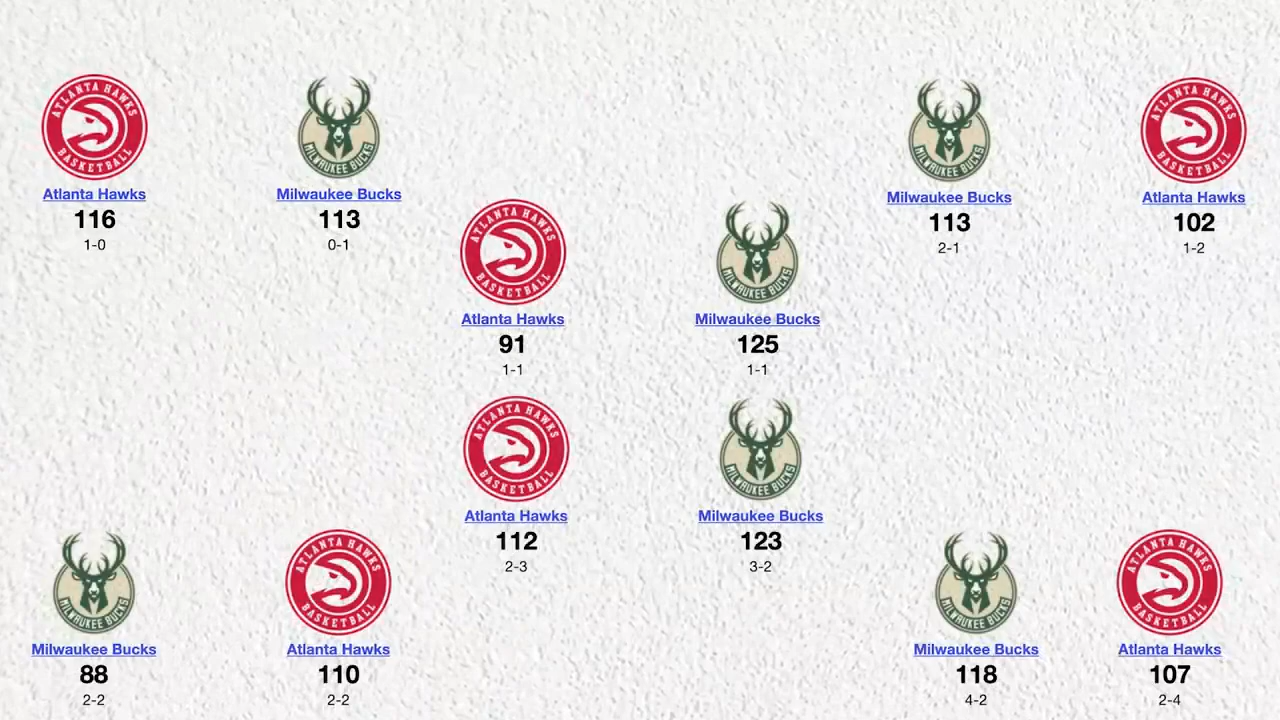 ATLANTA HAWKS BASKETBALL
Atlanta Hawks
116
1-0
MILWAUKEE BUCKS
Milwaukee Bucks
113
0-1
ATLANTA HAWKS BASKETBALL
Atlanta Hawks
91
1-1
MILWAUKEE BUCKS
Milwaukee Bucks
125
1-1
MILWAUKEE BUCKS
Milwaukee Bucks
113
2-1
ATLANTA HAWKS BASKETBALL
Atlanta Hawks
102
1-2
MILWAUKEE BUCKS
Milwaukee Bucks
88
2-2
ATLANTA HAWKS BASKETBALL
Atlanta Hawks
110
2-2
ATLANTA HAWKS BASKETBALL
Atlanta Hawks
112
2-3
MILWAUKEE BUCKS
Milwaukee Bucks
123
3-2
MILWAUKEE BUCKS
Milwaukee Bucks
118
4-2
ATLANTA HAWKS BASKETBALL
Atlanta Hawks
107
2-4